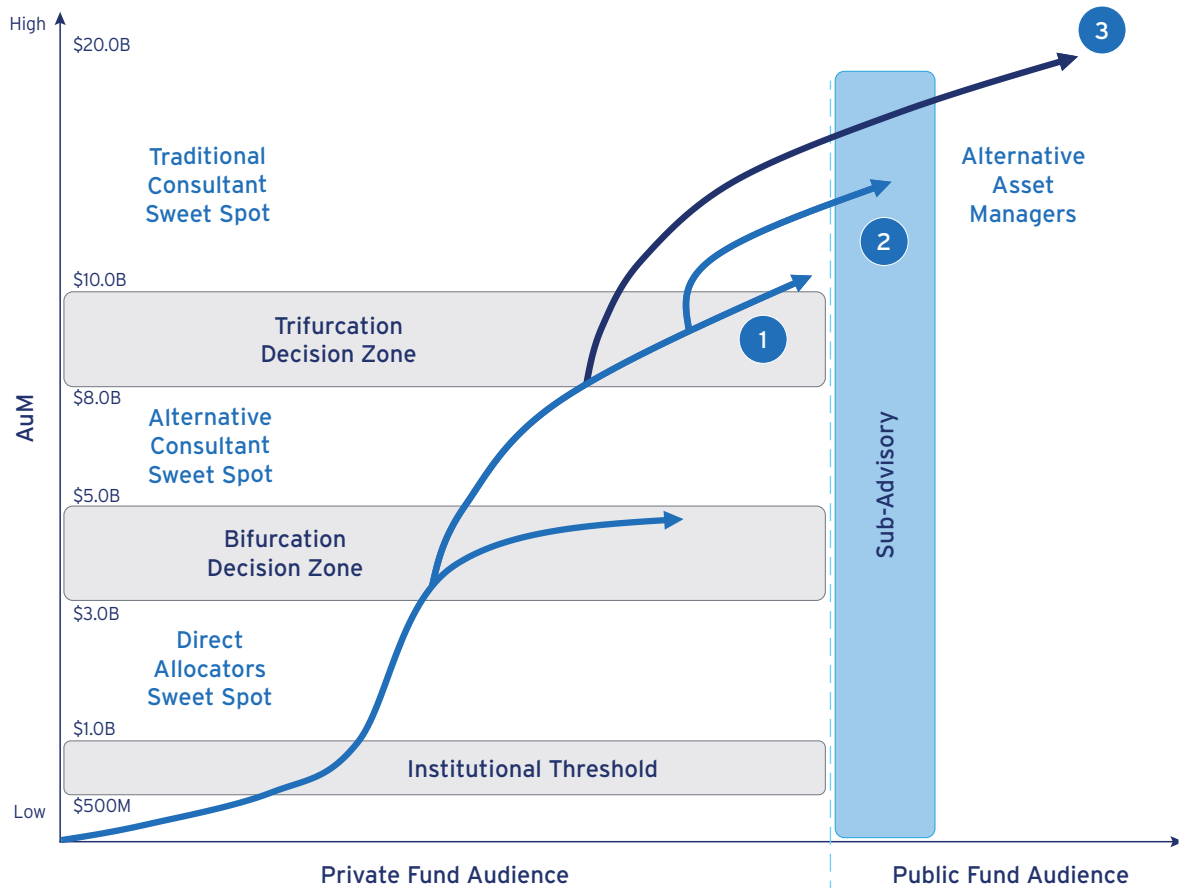 High
$20.0B
3
Traditional
Consultant
Sweet Spot
Alternative
Asset
Managers
2
$10.0B
Trifurcation
Decision Zone
1
$8.0B
AuM
Alternative
Consultant
Sweet Spot
Sub-Advisory
$5.0B
Bifurcation
Decision Zone
$3.0B
Direct
Allocators
Sweet Spot
$1.0B
Institutional Threshold
$500M
Low
Private Fund Audience
Public Fund Audience